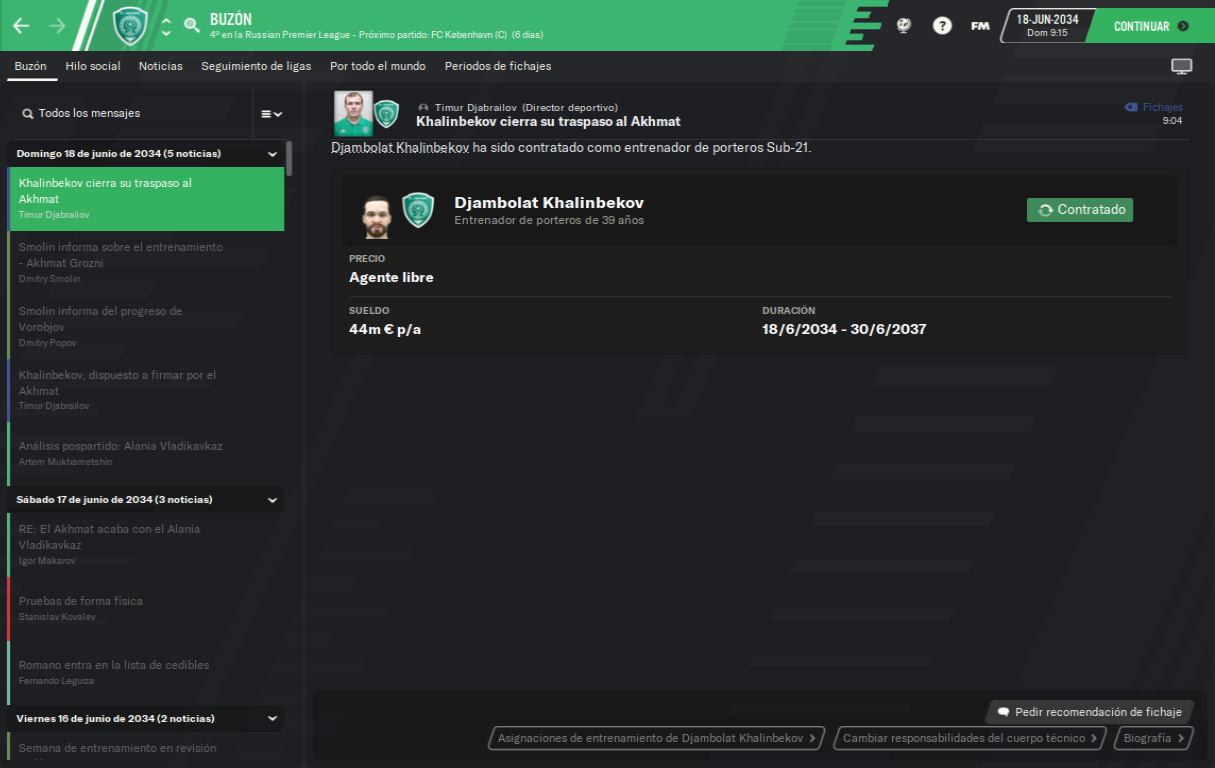 BUZÓN
4º en la Russian Premier League - Próximo partido: FC København (C) (6 días)
?
FM
18-JUN-2034
Dom 9:15
CONTINUAR
Buzón
Hilo social
Noticias
Seguimiento de ligas
Por todo el mundo
Periodos de fichajes
Todos los mensajes
Domingo 18 de junio de 2034 (5 noticias)
Khalinbekov cierra su traspaso al
Akhmat
Timur Djabrailov
Smolin informa sobre el entrenamiento
- Akhmat Grozni
Dmitry Smolin
Smolin informa del progreso de
Vorobjov
Dmitry Popov
Khalinbekov, dispuesto a firmar por el
Akhmat
Timur Djabrailov
Análisis pospartido: Alania Vladikavkaz
Artem Mukhametshin
Sábado 17 de junio de 2034 (3 noticias)
RE: El Akhmat acaba con el Alania
Vladikavkaz
Igor Makarov
Pruebas de forma física
Stanislav Kovalev
Romano entra en la lista de cedibles
Fernando Leguiza
Viernes 16 de junio de 2034 (2 noticias)
Semana de entrenamiento en revisión
Timur Djabrailov (Director deportivo)
Khalinbekov cierra su traspaso al Akhmat
Fichajes
9:04
Djambolat Khalinbekov ha sido contratado como entrenador de porteros Sub-21.
Djambolat Khalinbekov
Entrenador de porteros de 39 años
Contratado
PRECIO
Agente libre
SUELDO
44m € p/a
DURACIÓN
18/6/2034 - 30/6/2037
Pedir recomendación de fichaje
Asignaciones de entrenamiento de Djambolat Khalinbekov
Cambiar responsabilidades del cuerpo técnico
Biografía